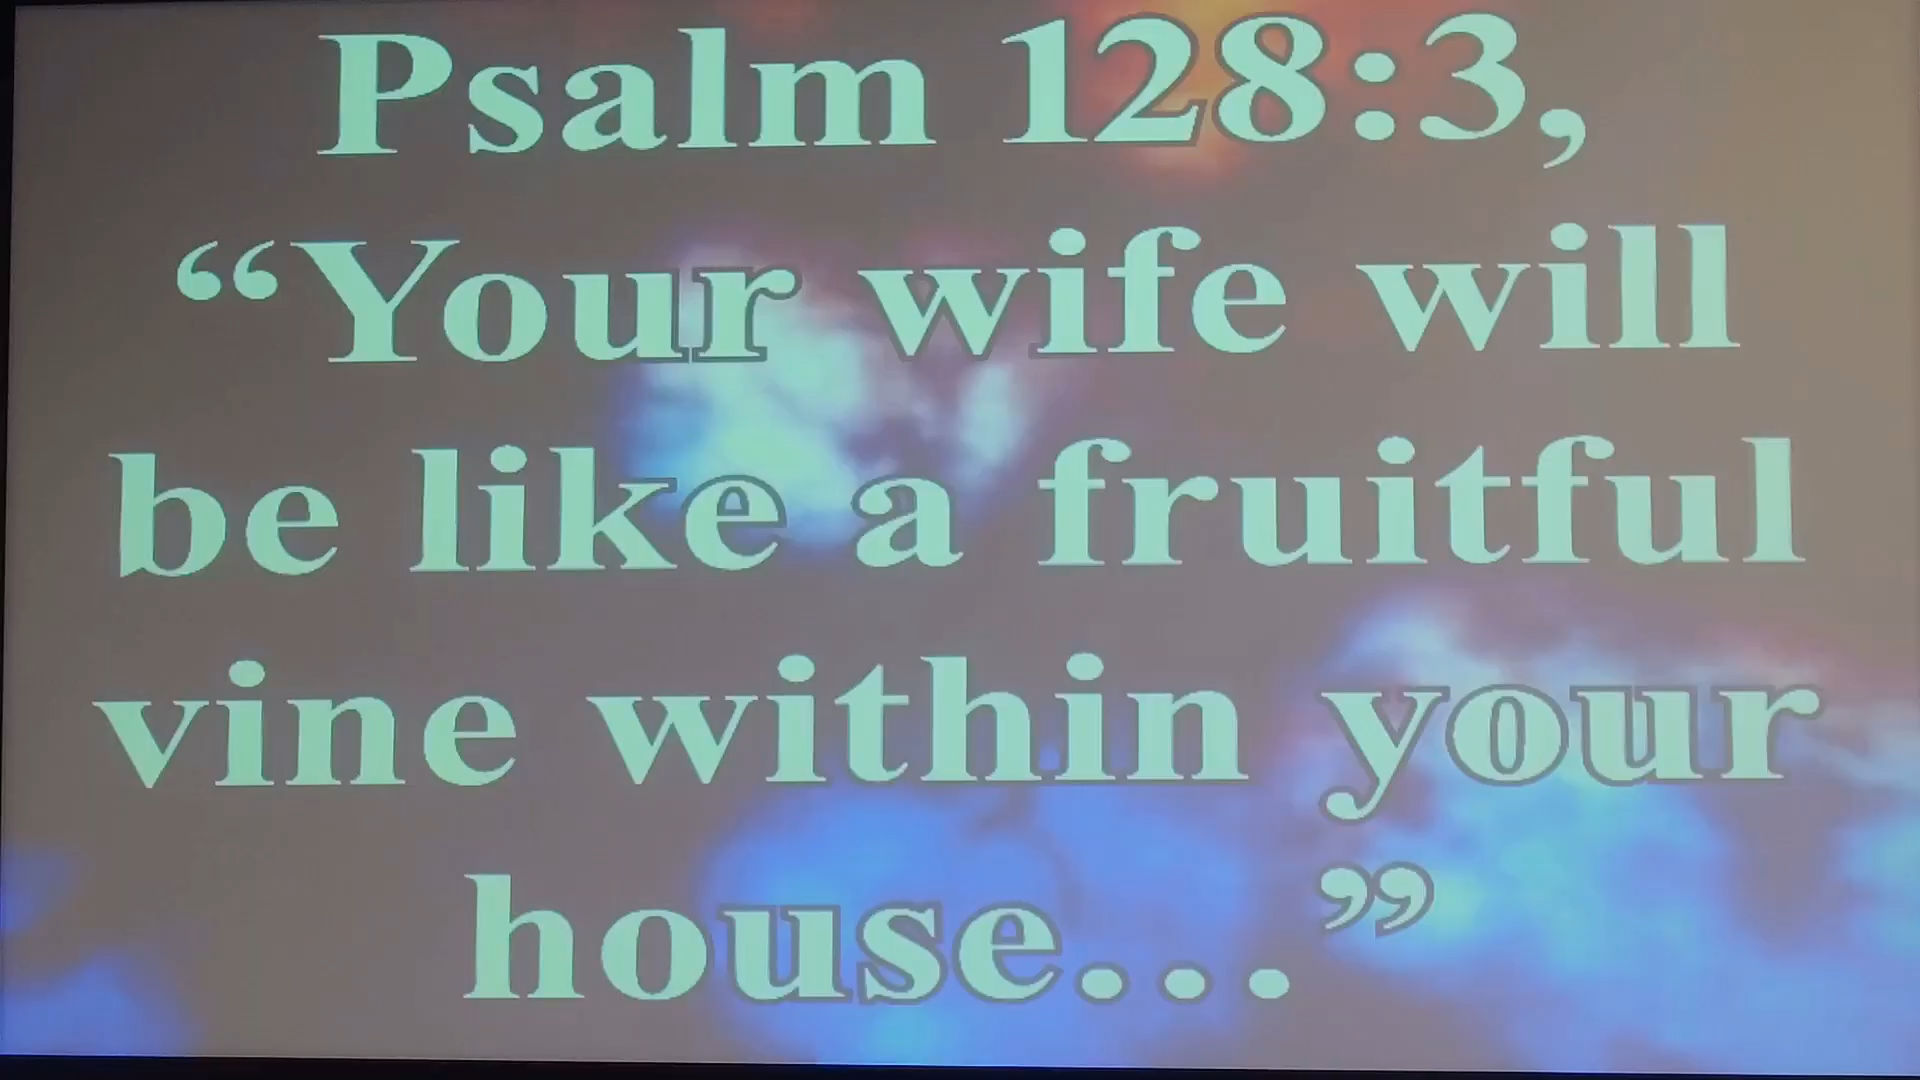 Psalm 128:3,
“Your wife will
be like a fruitful
vine within your
house...”